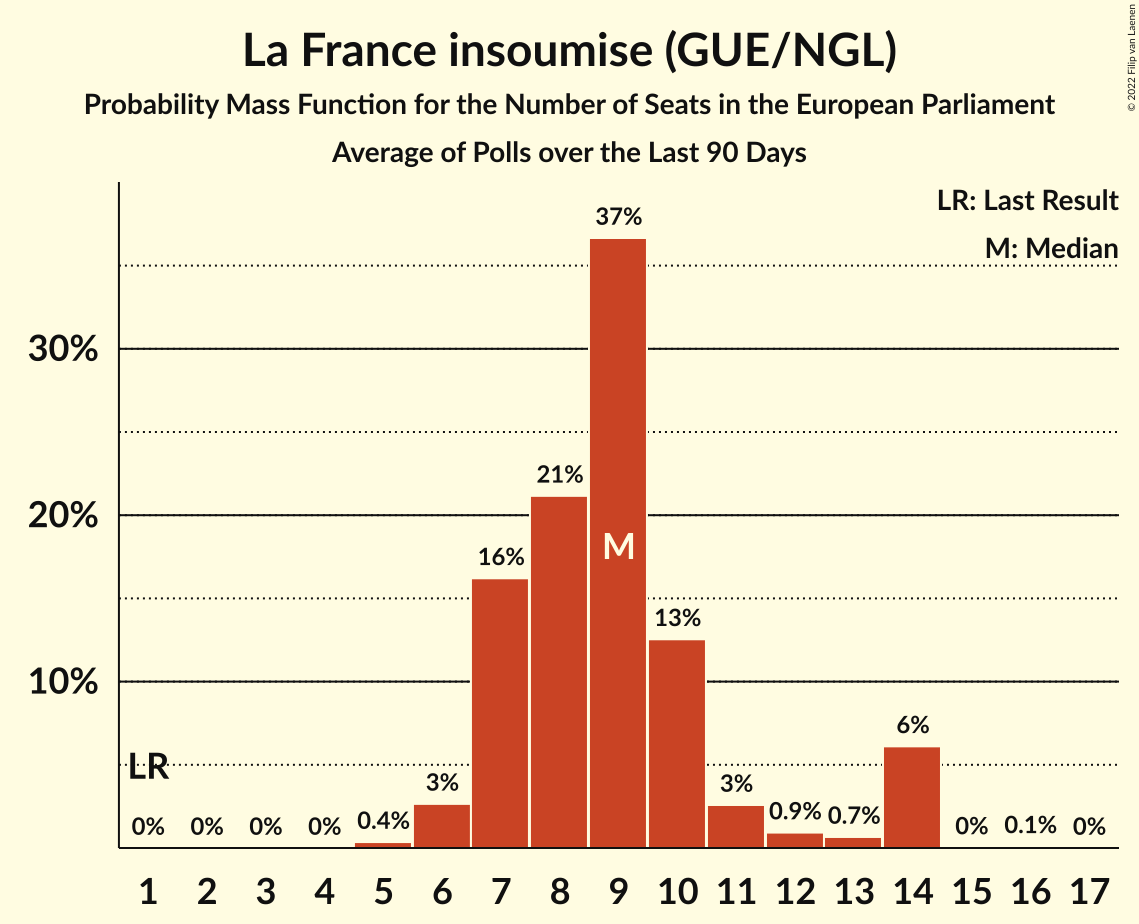 La France insoumise (GUE/NGL)
Probability Mass Function for the Number of Seats in the European Parliament
Average of Polls over the Last 90 Days
© 2022 Filip van Laenen
LR: Last Result
M: Median
37%
30%
21%
20%
M
16%
13%
10%
6%
LR
3%
3%
0% 0% 0% 0% 0.4% 0.9% 0.7% 0% 0.1% 0%
1 2 3 4 5 6 7 8 9 10 11 12 13 14 15 16 17